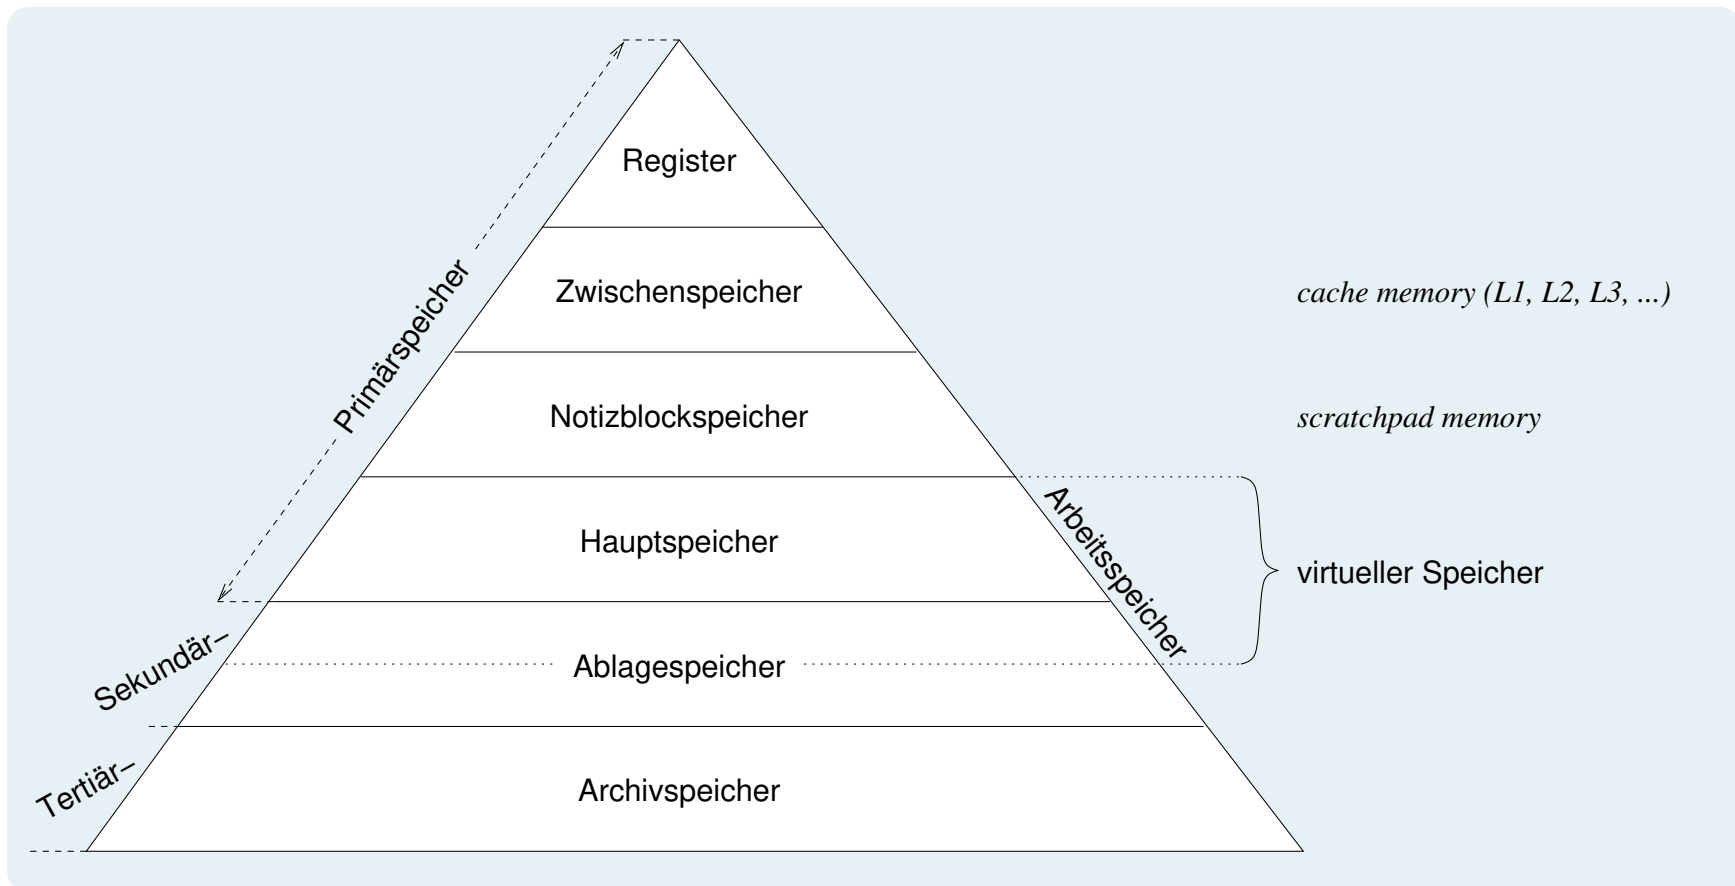 Register
Primärspeicher
Zwischenspeicher
cache memory (L1, L2, L3, ...)
Notizblockspeicher
scratchpad memory
Hauptspeicher
Arbeitsspeicher
virtueller Speicher
Sekundär–
Ablagespeicher
Tertiär–
Archivspeicher